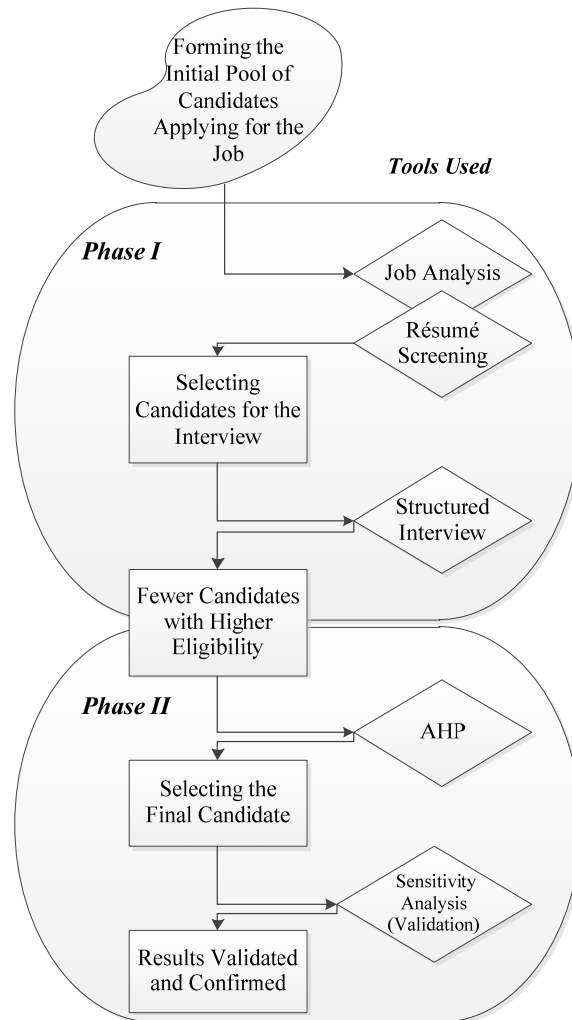 Forming the
Initial Pool of
Candidates
Applying for the
Job
Tools Used
Phase I
Job Analysis
Résumé
Screening
Selecting
Candidates for the
Interview
Structured
Interview
Fewer Candidates
with Higher
Eligibility
Phase II
AHP
Selecting the
Final Candidate
Sensitivity
Analysis
(Validation)
Results Validated
and Confirmed